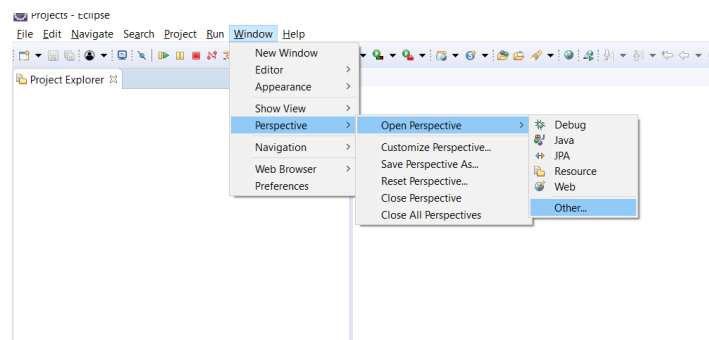 Projects - Eclipse
File Edit Navigate Search Project Run Window Help
Project Explorer
New Window
Editor
Appearance
Show View
Perspective
Navigation
Web Browser
Preferences
Open Perspective
Customize Perspective...
Save Perspective As...
Reset Perspective...
Close Perspective
Close All Perspectives
Debug
Java
JPA
Resource
Web
Other...